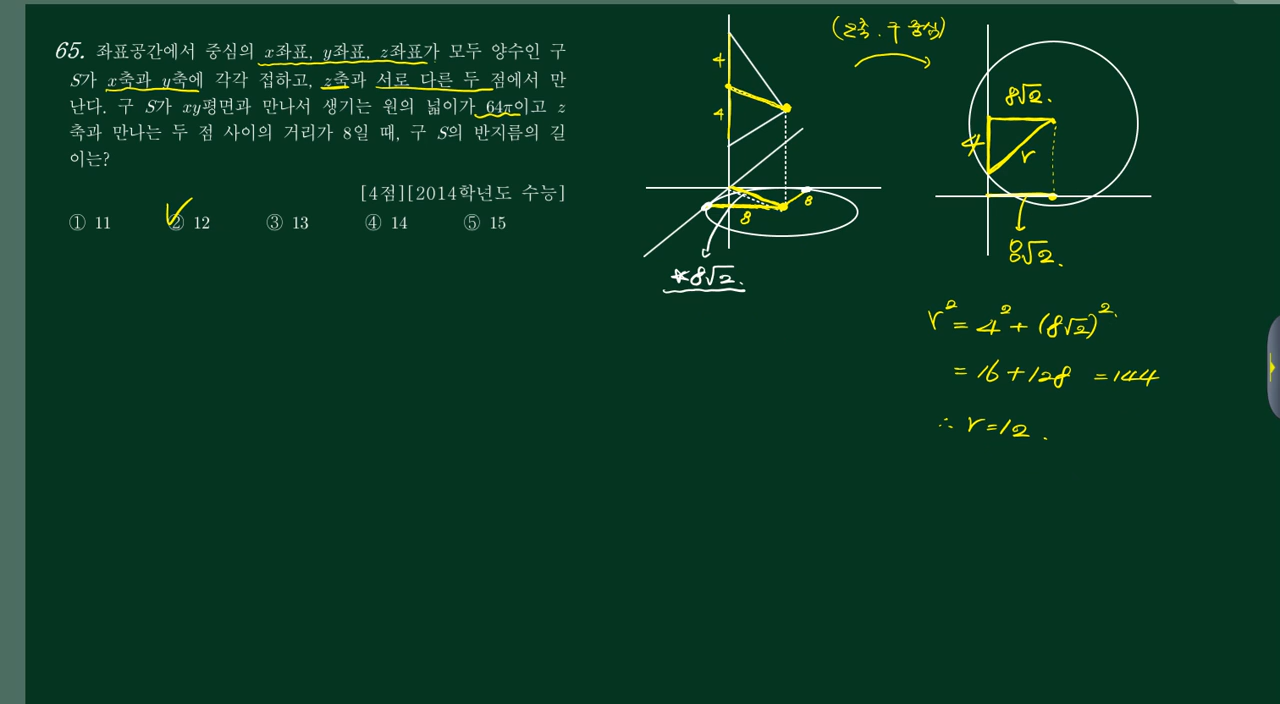 65. 좌표공간에서 중심의 x좌표, y좌표, z좌표가 모두 양수인 구
S가 x축과 y축에 각각 접하고, z축과 서로 다른 두 점에서 만
난다. 구 S가 xy평면과 만나서 생기는 원의 넓이가 64π이고 z
축과 만나는 두 점 사이의 거리가 8일 때, 구 S의 반지름의 길
이는?
[4점][2014학년도 수능]
① 11 ② 12 ③ 13 ④ 14 ⑤ 15
4
4
8
8
*8√2.
(z축. 구 중심)
8√2.
4
r
8√2.
r² = 4² + (8√2)².
= 16 + 128 = 144
∴ r = 12.